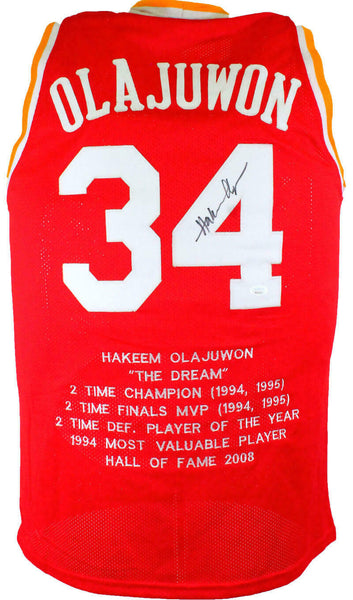 OLAJUWON
34
HAKEEM OLAJUWON
"THE DREAM"
2 TIME CHAMPION (1994, 1995)
2 TIME FINALS MVP (1994, 1995)
2 TIME DEF. PLAYER OF THE YEAR
1994 MOST VALUABLE PLAYER
HALL OF FAME 2008